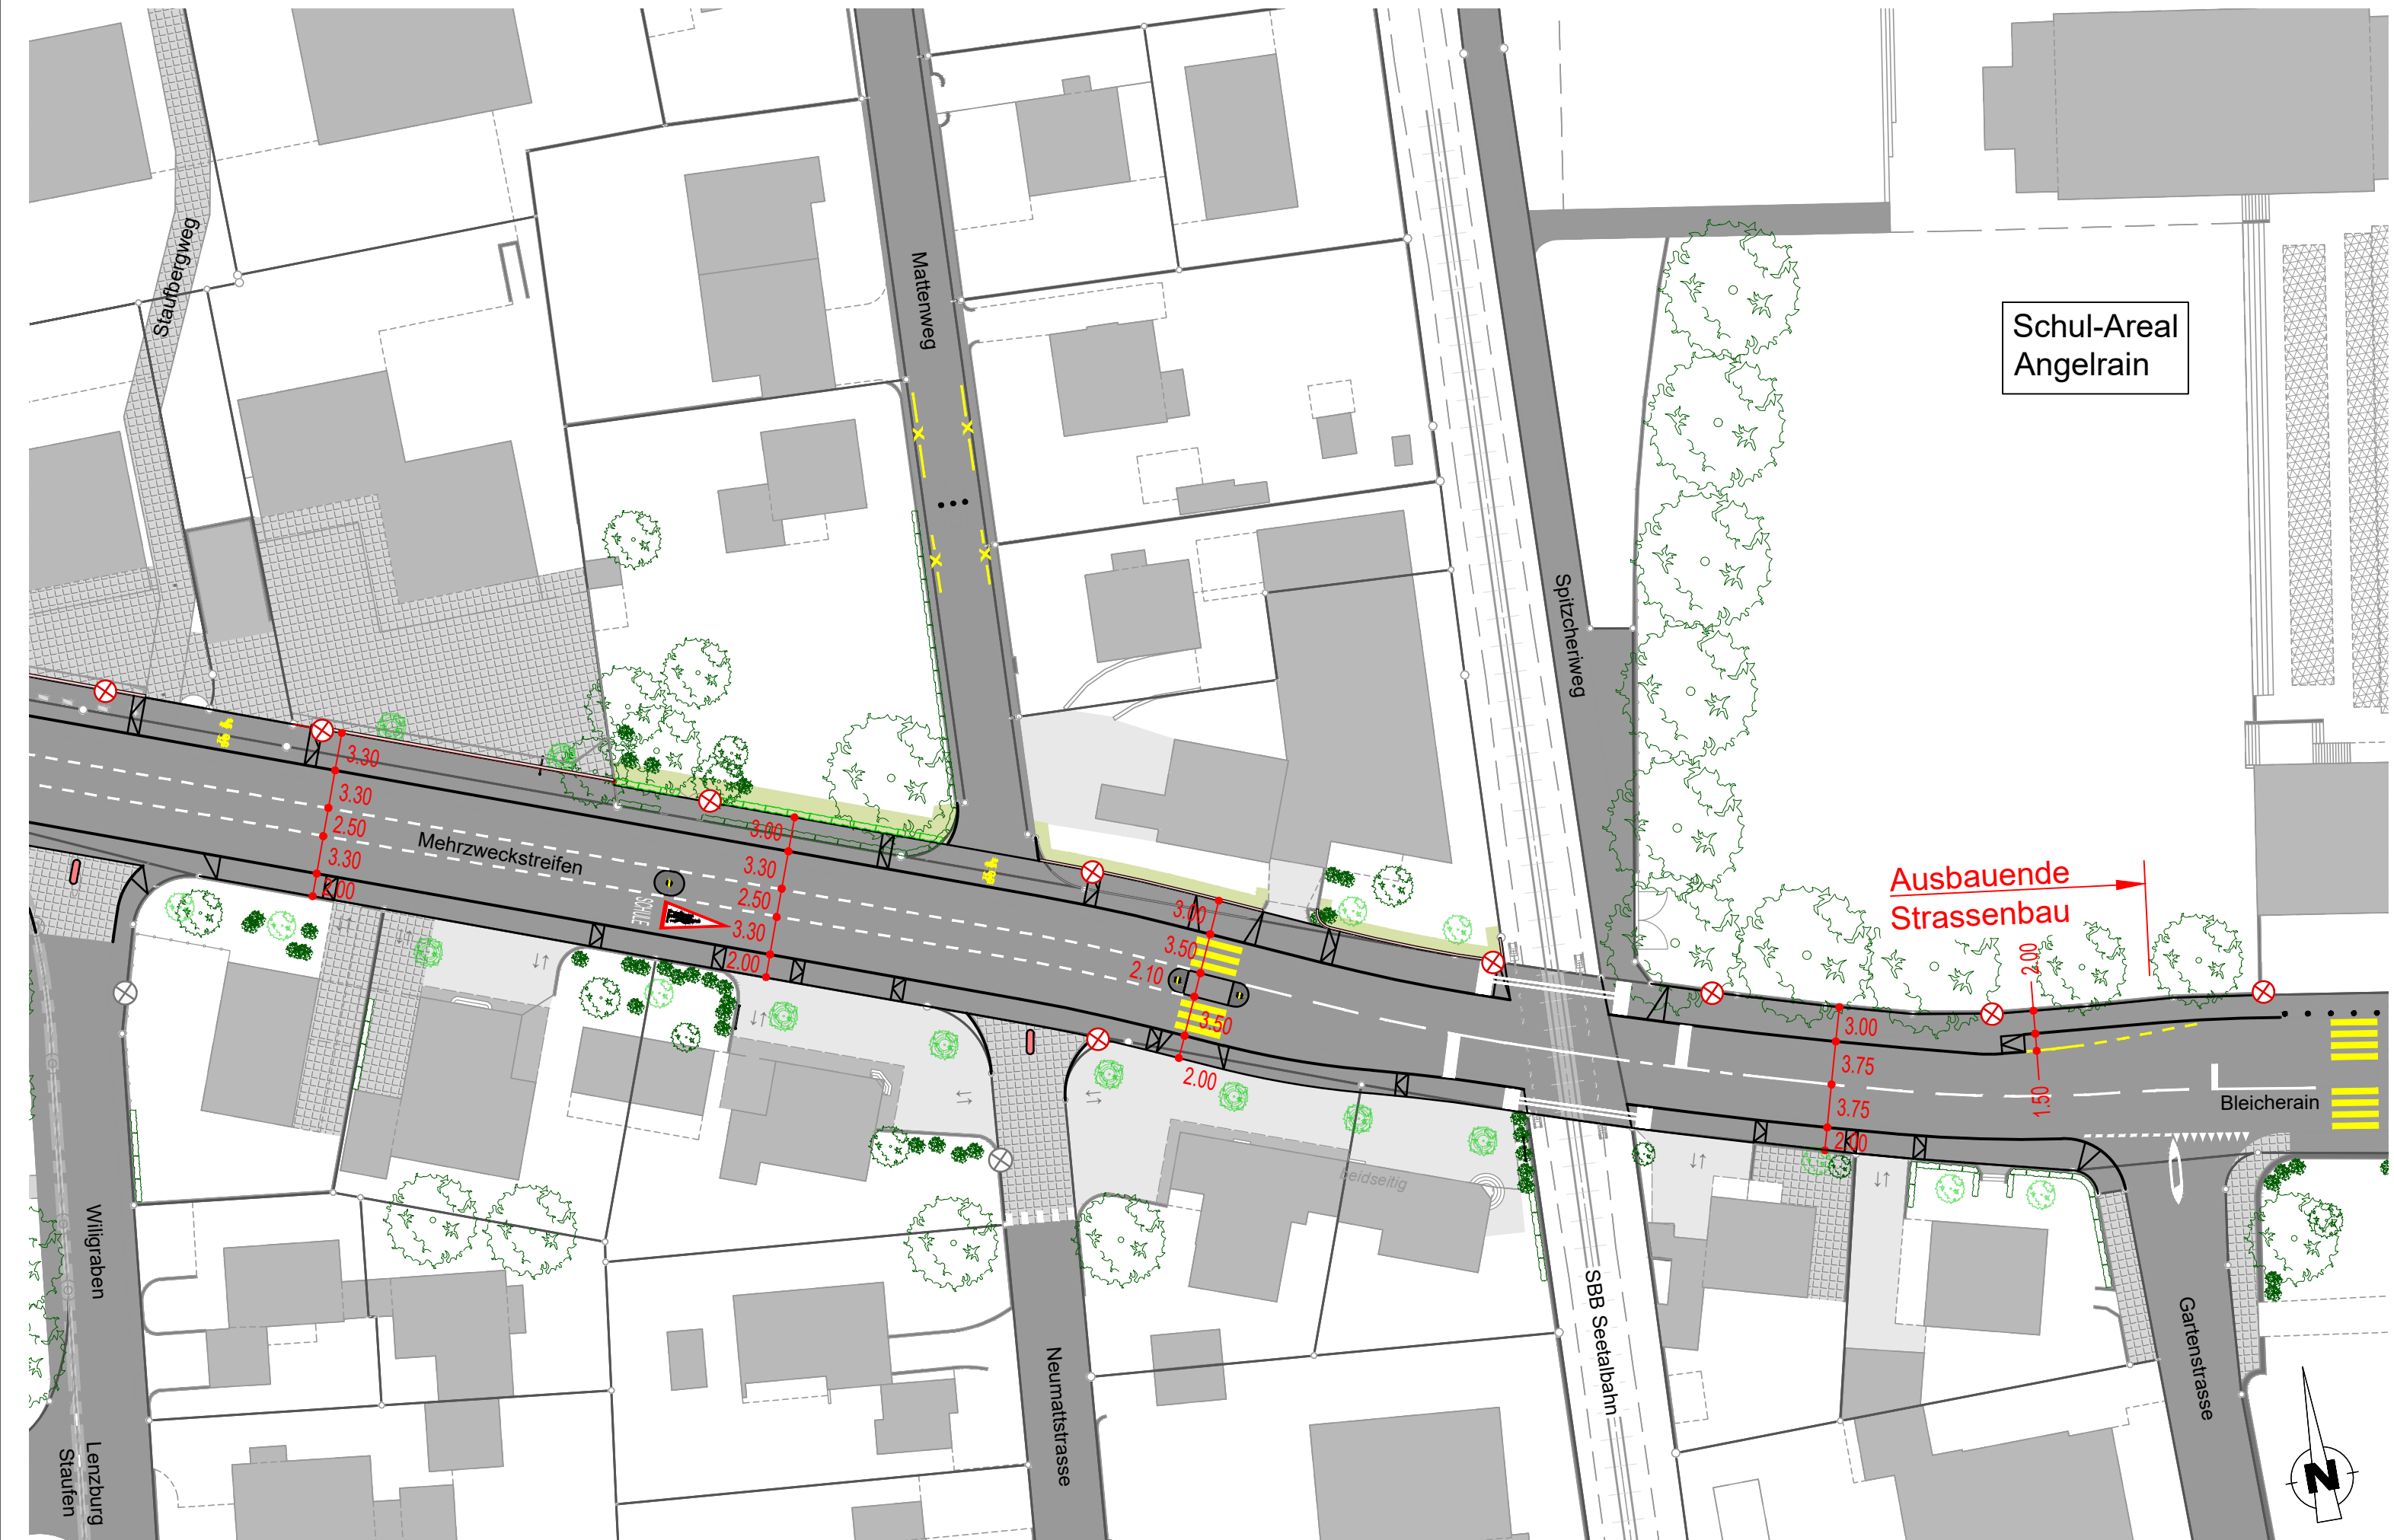 Staufbergweg
Mattenweg
Schul-Areal
Angelrain
Spitzcheriweg
3.30
3.30
2.50
3.30
2.00
Mehrzweckstreifen
SCHULE
3.00
3.30
2.50
3.30
2.00
3.00
3.50
2.10
3.50
2.00
Ausbauende
Strassenbau
2.00
1.50
3.00
3.75
3.75
2.00
Bleicherain
beidseitig
Wiligraben
Lenzburg
Staufen
Neumattstrasse
SBB Seetalbahn
Gartenstrasse
N